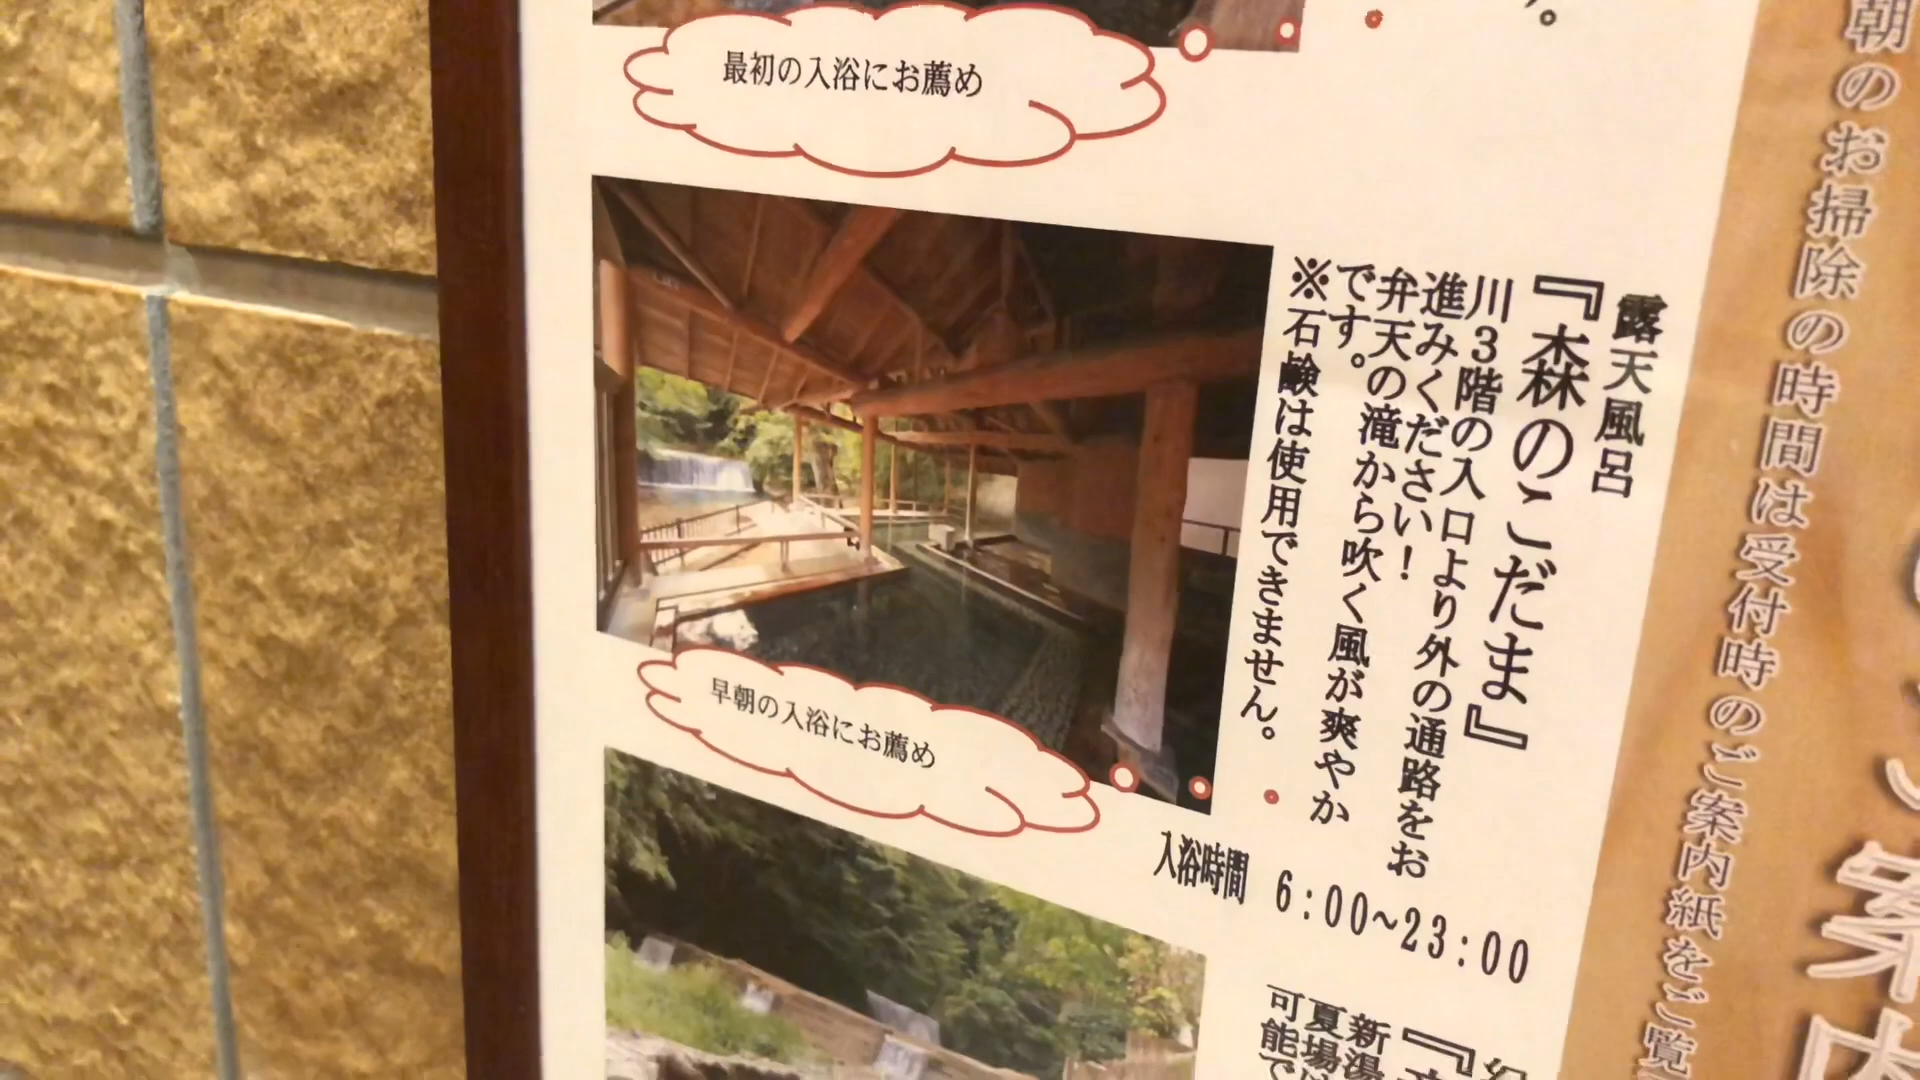 最初の入浴にお薦め
露天風呂
『森のこだま』
川３階の入口より外の通路をお
進みください！
弁天の滝から吹く風が爽やか
です。
※石鹸は使用できません。
早朝の入浴にお薦め
入浴時間 6:00~23:00
新湯
夏場は
可能で
朝のお掃除の時間は受付時のご案内紙をご覧
案内